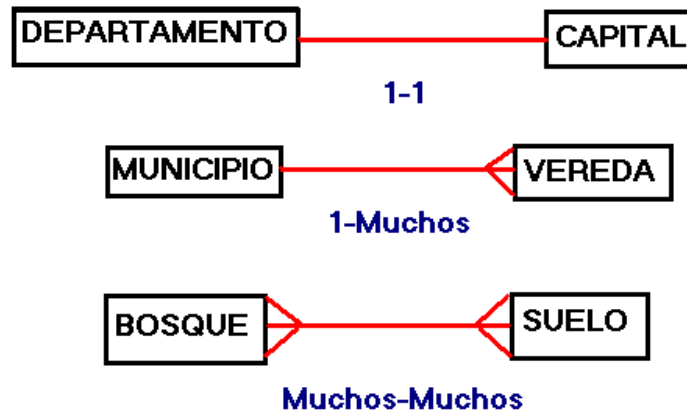 DEPARTAMENTO CAPITAL
1-1
MUNICIPIO VEREDA
1-Muchos
BOSQUE SUELO
Muchos-Muchos